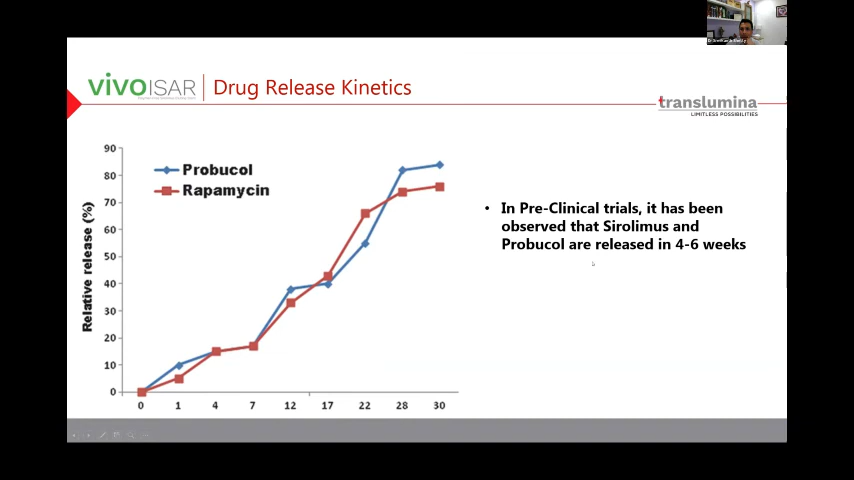 vivoISAR
Drug Release Kinetics
translumina
LIMITLESS POSSIBILITIES
90
80
70
60
50
40
30
20
10
0
Relative release (%)
Probucol
Rapamycin
0 1 4 7 12 17 22 28 30
• In Pre-Clinical trials, it has been
observed that Sirolimus and
Probucol are released in 4-6 weeks